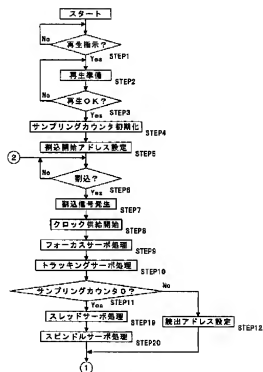 スタート
再生指示?
No
Yes
STEP1
再生準備
STEP2
再生OK?
No
Yes
STEP3
サンプリングカウンタ初期化
STEP4
割込開始アドレス設定
STEP5
2
割込?
No
Yes
STEP6
割込信号発生
STEP7
クロック供給開始
STEP8
フォーカスサーボ処理
STEP9
トラッキングサーボ処理
STEP10
サンプリングカウンタ0?
No
Yes
STEP11
スレッドサーボ処理
STEP19
読出アドレス設定
STEP12
スピンドルサーボ処理
STEP20
1